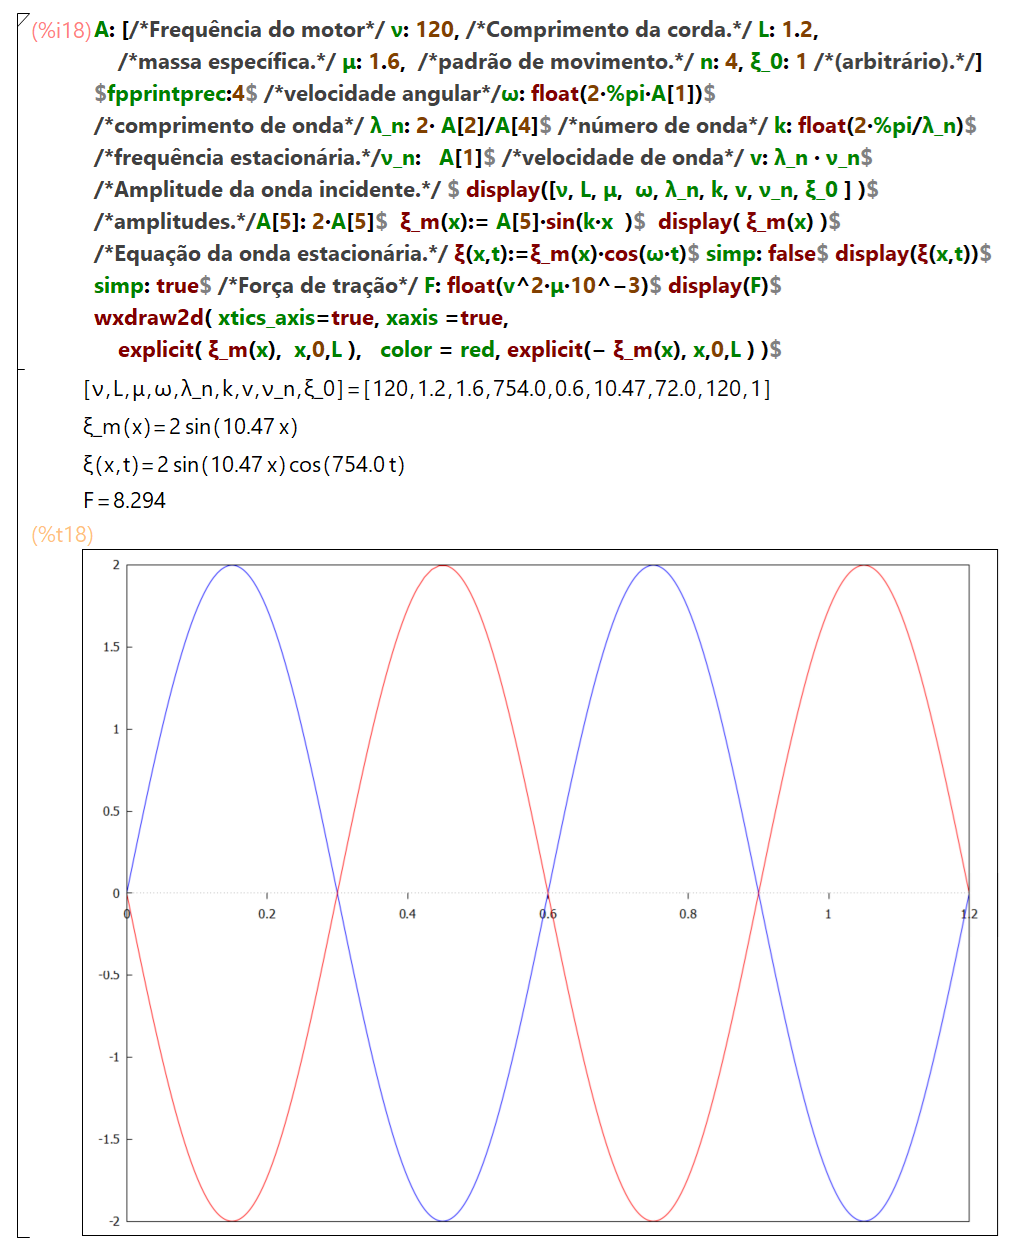 (%i18) A: [/*Frequência do motor*/ ν: 120, /*Comprimento da corda.*/ L: 1.2,
/*massa específica.*/ μ: 1.6, /*padrão de movimento.*/ n: 4, ξ_0: 1 /*(arbitrário).*/]
$fpprintprec:4$ /*velocidade angular*/ω: float(2·%pi·A[1])$
/*comprimento de onda*/ λ_n: 2· A[2]/A[4]$ /*número de onda*/ k: float(2·%pi/λ_n)$
/*frequência estacionária.*/ν_n: A[1]$ /*velocidade de onda*/ v: λ_n · ν_n$
/*Amplitude da onda incidente.*/ $ display([ν, L, μ, ω, λ_n, k, v, ν_n, ξ_0 ] )$
/*amplitudes.*/A[5]: 2·A[5]$ ξ_m(x):= A[5]·sin(k·x )$ display( ξ_m(x) )$
/*Equação da onda estacionária.*/ ξ(x,t):=ξ_m(x)·cos(ω·t)$ simp: false$ display(ξ(x,t))$
simp: true$ /*Força de tração*/ F: float(v^2·μ·10^−3)$ display(F)$
wxdraw2d( xtics_axis=true, xaxis =true,
explicit( ξ_m(x), x,0,L ), color = red, explicit(− ξ_m(x), x,0,L ) )$
[ν,L,μ,ω,λ_n,k,v,ν_n,ξ_0]=[120,1.2,1.6,754.0,0.6,10.47,72.0,120,1]
ξ_m(x)=2 sin(10.47 x)
ξ(x,t)=2 sin(10.47 x) cos(754.0 t)
F=8.294
(%t18)
2
1.5
1
0.5
0
0 0.2 0.4 0.6 0.8 1 1.2
-0.5
-1
-1.5
-2